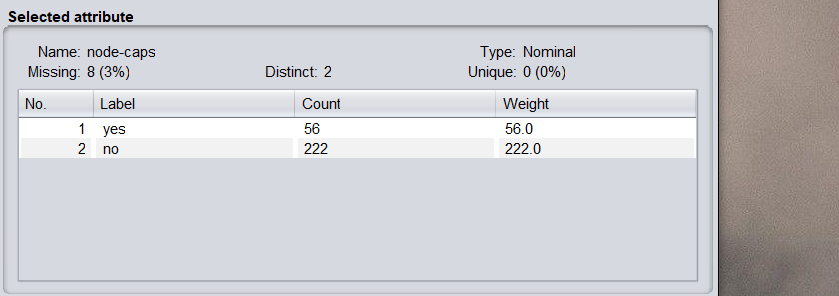 Selected attribute
Name: node-caps Type: Nominal
Missing: 8 (3%) Distinct: 2 Unique: 0 (0%)
No. Label Count Weight
1 yes 56 56.0
2 no 222 222.0